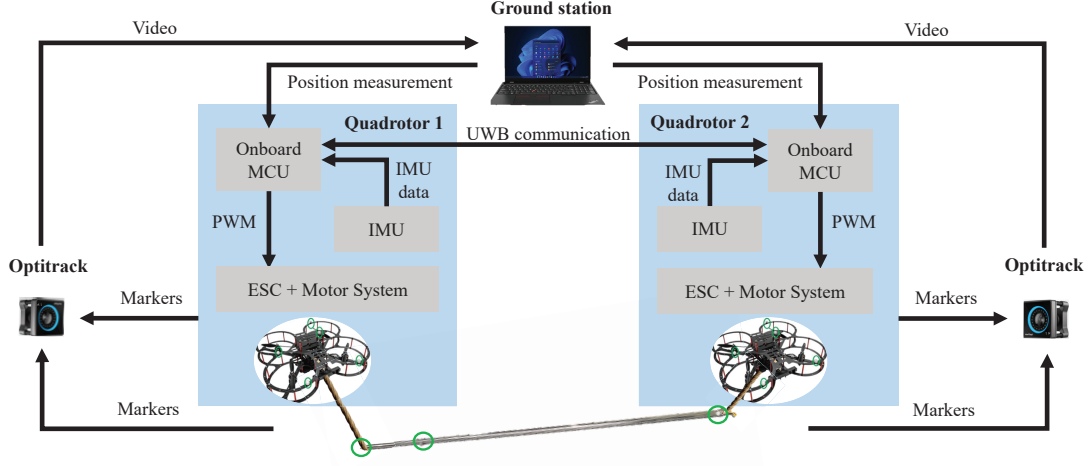 Ground station
Video
Video
Position measurement
Position measurement
Quadrotor 1
UWB communication
Quadrotor 2
Onboard
MCU
Onboard
MCU
IMU
data
IMU
data
PWM
IMU
IMU
PWM
Optitrack
Optitrack
ESC + Motor System
ESC + Motor System
Markers
Markers
Markers
Markers